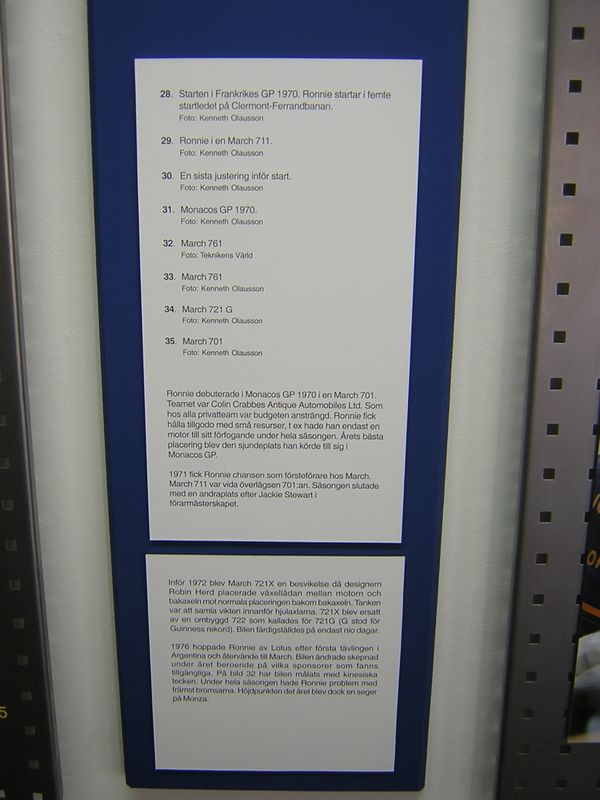 28. Starten i Frankrikes GP 1970. Ronnie startar i femte
startledet på Clermont-Ferrandbanan.
Foto: Kenneth Olausson
29. Ronnie i en March 711.
Foto: Kenneth Olausson
30. En sista justering inför start.
Foto: Kenneth Olausson
31. Monacos GP 1970.
Foto: Kenneth Olausson
32. March 761
Foto: Teknikens Värld
33. March 761
Foto: Kenneth Olausson
34. March 721 G
Foto: Kenneth Olausson
35. March 701
Foto: Kenneth Olausson
Ronnie debuterade i Monacos GP 1970 i en March 701.
Teamet var Colin Crabbes Antique Automobiles Ltd. Som
hos alla privatteam var budgeten ansträngd. Ronnie fick
hålla tillgodo med små resurser, t ex hade han endast en
motor till sitt förfogande under hela säsongen. Årets bästa
placering blev den sjundeplats han körde till sig i
Monacos GP.
1971 fick Ronnie chansen som försteförare hos March.
March 711 var vida överlägsen 701:an. Säsongen slutade
med en andraplats efter Jackie Stewart i
förarmästerskapet.
Inför 1972 blev March 721X en besvikelse då designern
Robin Herd placerade växellådan mellan motorn och
bakaxeln mot normala placeringen bakom bakaxeln. Tanken
var att samla vikten innanför hjulaxlarna. 721X blev ersatt
av en ombyggd 722 som kallades för 721G (G stod för
Guinness rekord). Bilen färdigställdes på endast nio dagar.
1976 hoppade Ronnie av Lotus efter första tävlingen i
Argentina och återvände till March. Bilen ändrade skepnad
under året beroende på vilka sponsorer som fanns
tillgängliga. På bild 32 har bilen målats med kinesiska
tecken. Under hela säsongen hade Ronnie problem med
främst bromsarna. Höjdpunkten det året blev dock en seger
på Monza.
5